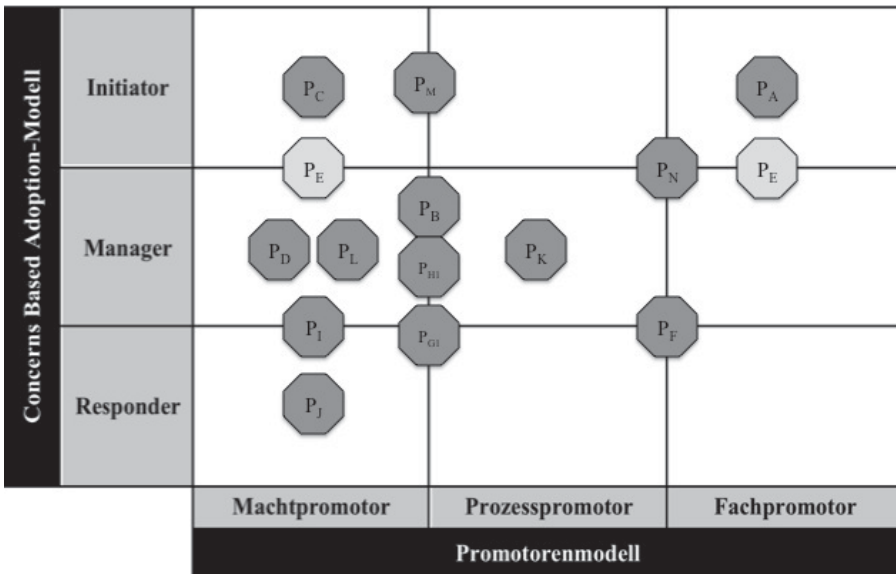 Concerns Based Adoption-Modell
Initiator
P_C
P_M
P_A
P_E
P_N
P_E
Manager
P_B
P_D
P_L
P_H1
P_K
P_I
P_G1
P_F
Responder
P_J
Machtpromotor
Prozesspromotor
Fachpromotor
Promotorenmodell